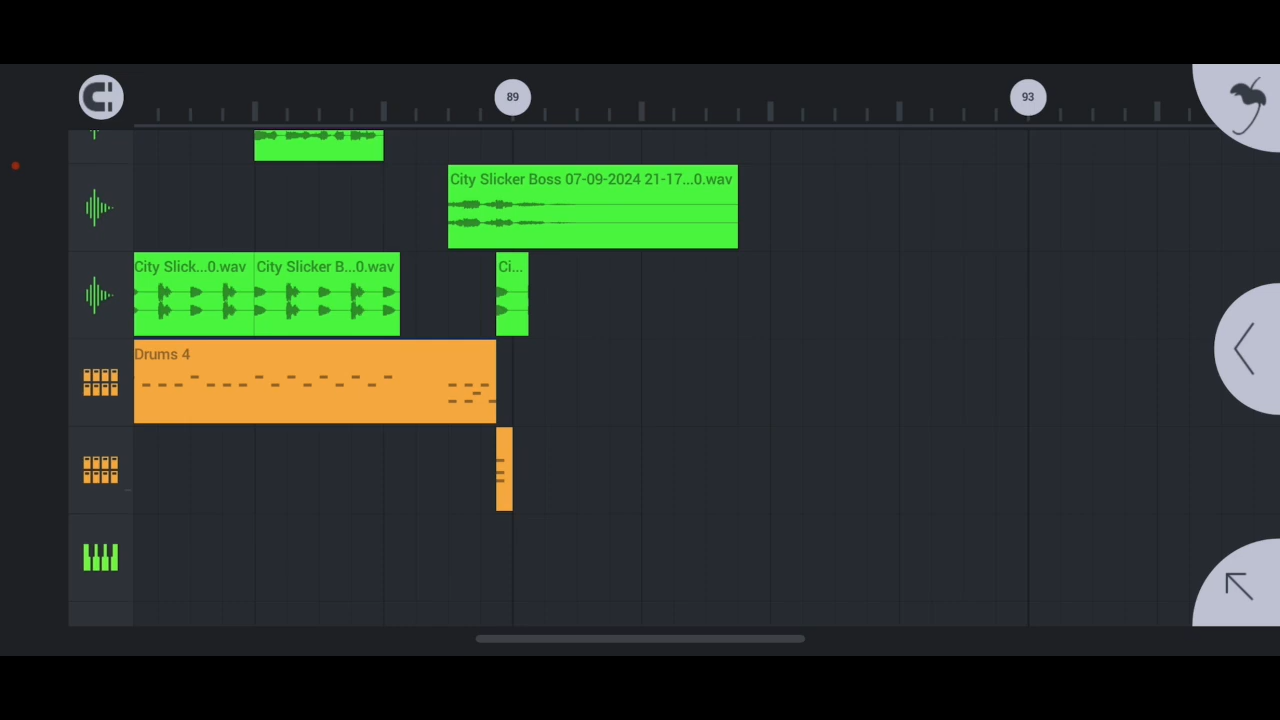 89
93
City Slicker Boss 07-09-2024 21-17...0.wav
City Slick...0.wav
City Slicker B...0.wav
Ci...
Drums 4